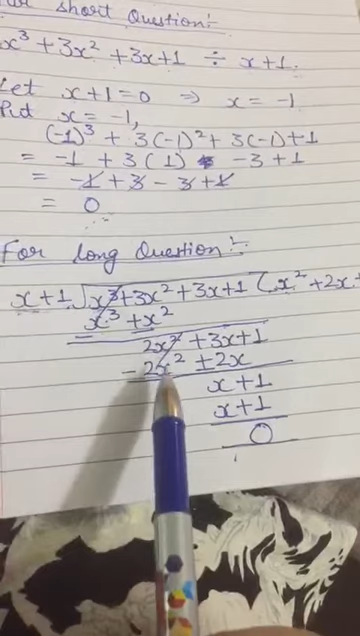 Short Question:-
x³ + 3x² + 3x + 1 ÷ x + 1.
Let x + 1 = 0 ⇒ x = -1
Put x = -1,
(-1)³ + 3(-1)² + 3(-1) + 1
= -1 + 3(1) -3 + 1
= -1 + 3 - 3 + 1
= 0
For long Question:-
x + 1 ) x³ + 3x² + 3x + 1 ( x² + 2x +
x³ + x²
2x² + 3x + 1
- 2x² ± 2x
x + 1
x + 1
0